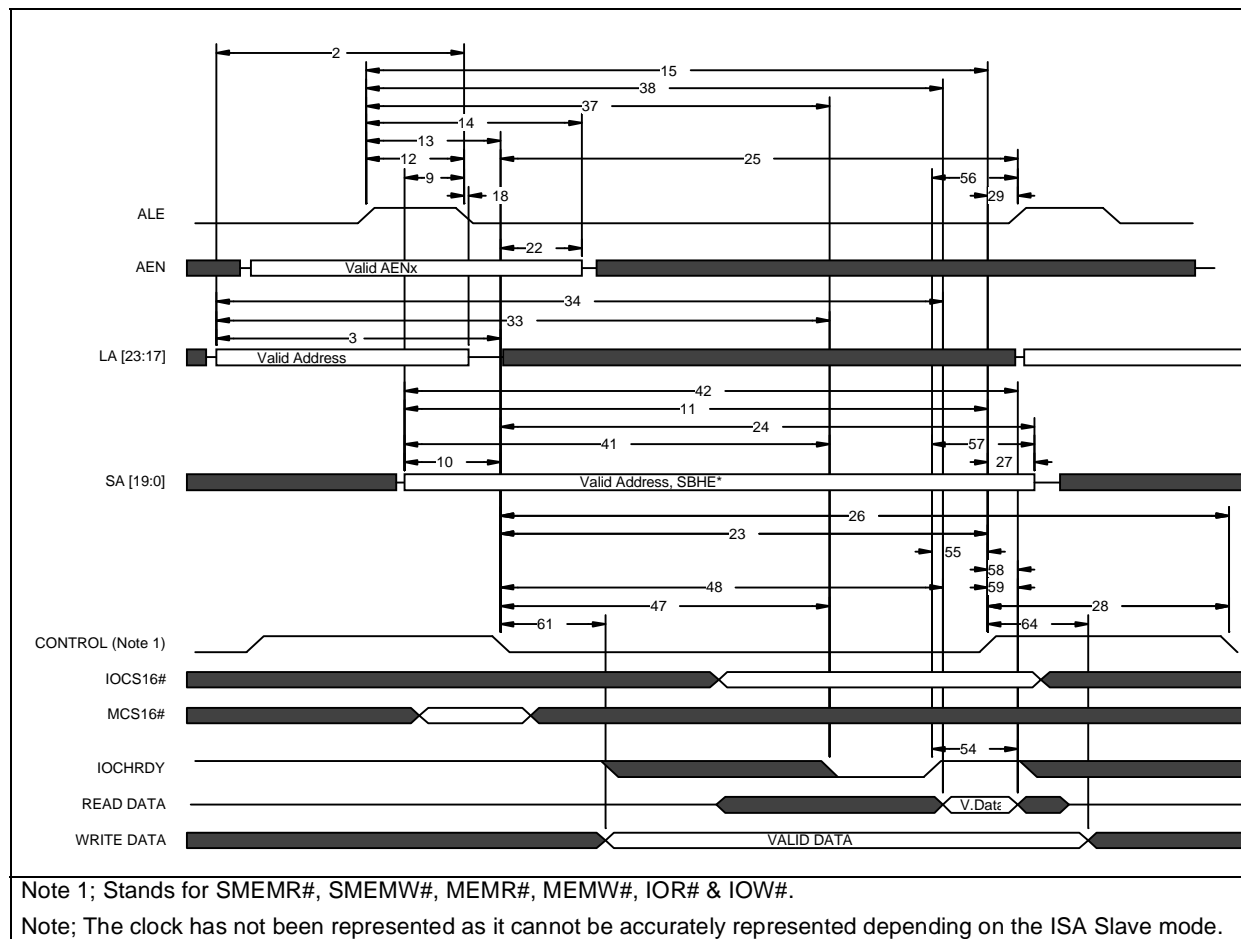 2
15
38
37
14
13
12
25
9
56
18
29
ALE
22
AEN
Valid AENx
34
33
3
LA [23:17]
Valid Address
42
11
24
41
57
10
27
SA [19:0]
Valid Address, SBHE*
26
23
55
58
48
59
47
28
61
64
CONTROL (Note 1)
IOCS16#
MCS16#
54
IOCHRDY
READ DATA
V.Data
WRITE DATA
VALID DATA
Note 1; Stands for SMEMR#, SMEMW#, MEMR#, MEMW#, IOR# & IOW#.
Note; The clock has not been represented as it cannot be accurately represented depending on the ISA Slave mode.